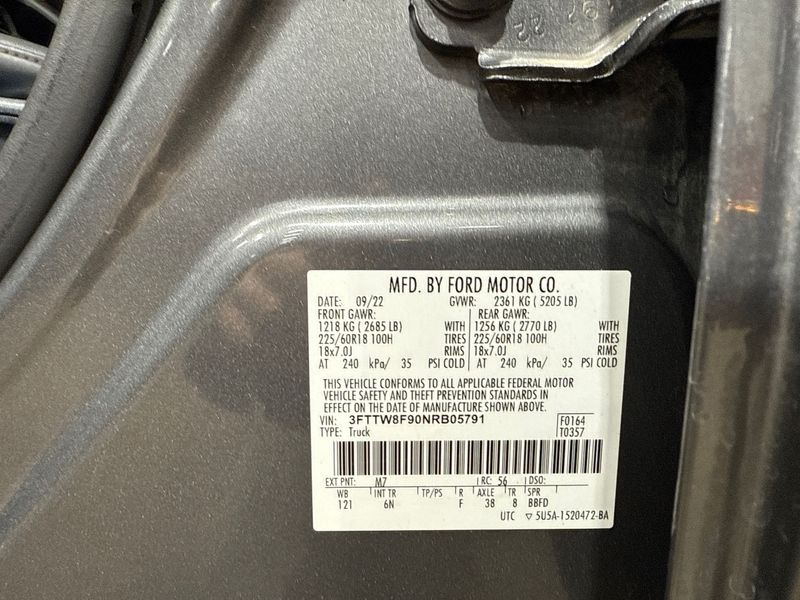 192 22
MFD. BY FORD MOTOR CO.
DATE: 09/22 GVWR: 2361 KG ( 5205 LB)
FRONT GAWR: REAR GAWR:
1218 KG ( 2685 LB) WITH 1256 KG ( 2770 LB) WITH
225/60R18 100H TIRES 225/60R18 100H TIRES
18x7.0J RIMS 18x7.0J RIMS
AT 240 kPa/ 35 PSI COLD AT 240 kPa/ 35 PSI COLD
THIS VEHICLE CONFORMS TO ALL APPLICABLE FEDERAL MOTOR
VEHICLE SAFETY AND THEFT PREVENTION STANDARDS IN
EFFECT ON THE DATE OF MANUFACTURE SHOWN ABOVE.
VIN: 3FTTW8F90NRB05791 F0164
TYPE: Truck T0357
EXT PNT: M7 RC: 56 DSO:
WB INT TR TP/PS R AXLE TR SPR
121 6N F 38 8 BBFD
UTC ▽ 5U5A-1520472-BA